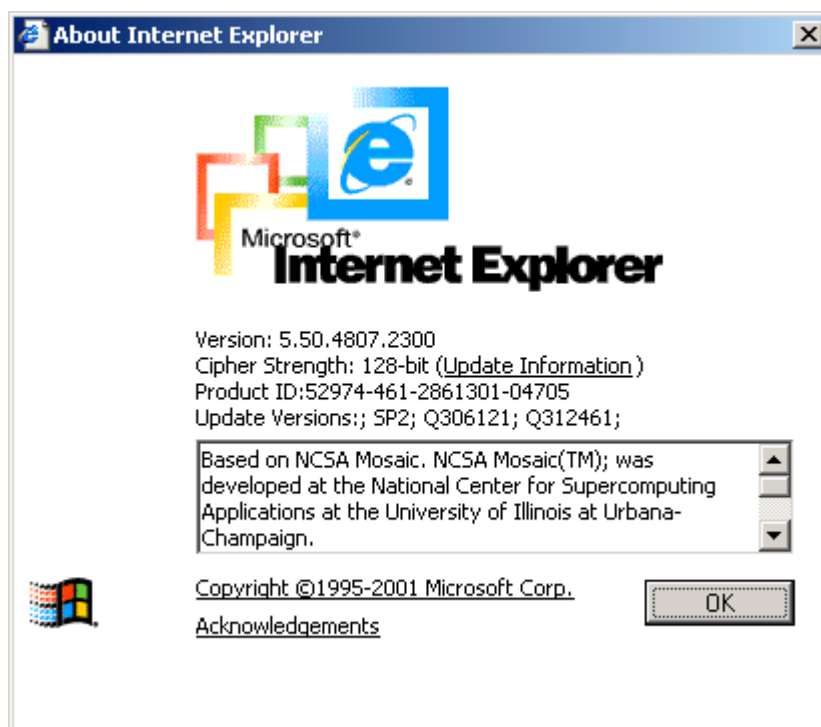 About Internet Explorer
Microsoft®
Internet Explorer
Version: 5.50.4807.2300
Cipher Strength: 128-bit (Update Information )
Product ID:52974-461-2861301-04705
Update Versions:; SP2; Q306121; Q312461;
Based on NCSA Mosaic. NCSA Mosaic(TM); was
developed at the National Center for Supercomputing
Applications at the University of Illinois at Urbana-
Champaign.
Copyright ©1995-2001 Microsoft Corp.
OK
Acknowledgements